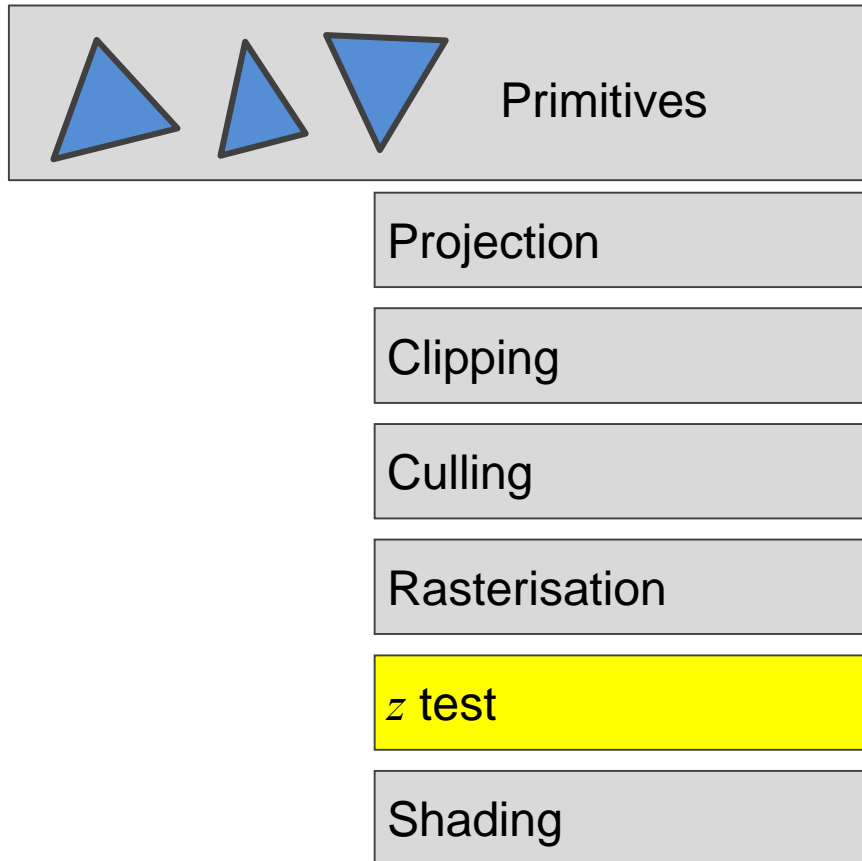 Primitives
Projection
Clipping
Culling
Rasterisation
z test
Shading